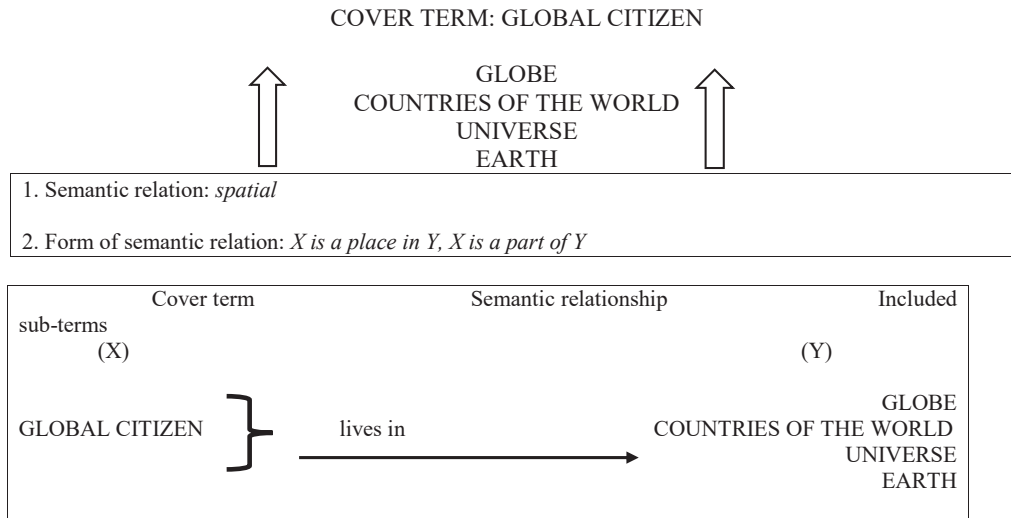 COVER TERM: GLOBAL CITIZEN
GLOBE
COUNTRIES OF THE WORLD
UNIVERSE
EARTH
1. Semantic relation: spatial
2. Form of semantic relation: X is a place in Y, X is a part of Y
Cover term Semantic relationship Included
sub-terms
(X) (Y)
GLOBE
GLOBAL CITIZEN lives in COUNTRIES OF THE WORLD
UNIVERSE
EARTH